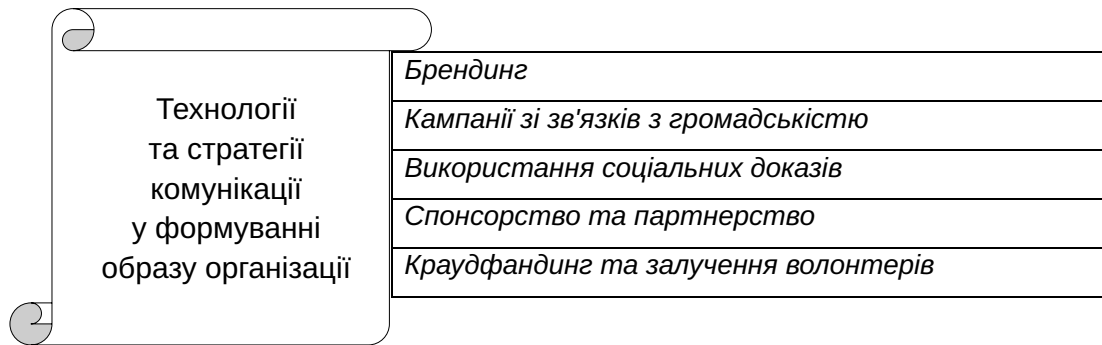 Технології
та стратегії
комунікації
у формуванні
образу організації
Брендинг
Кампанії зі зв'язків з громадськістю
Використання соціальних доказів
Спонсорство та партнерство
Краудфандинг та залучення волонтерів